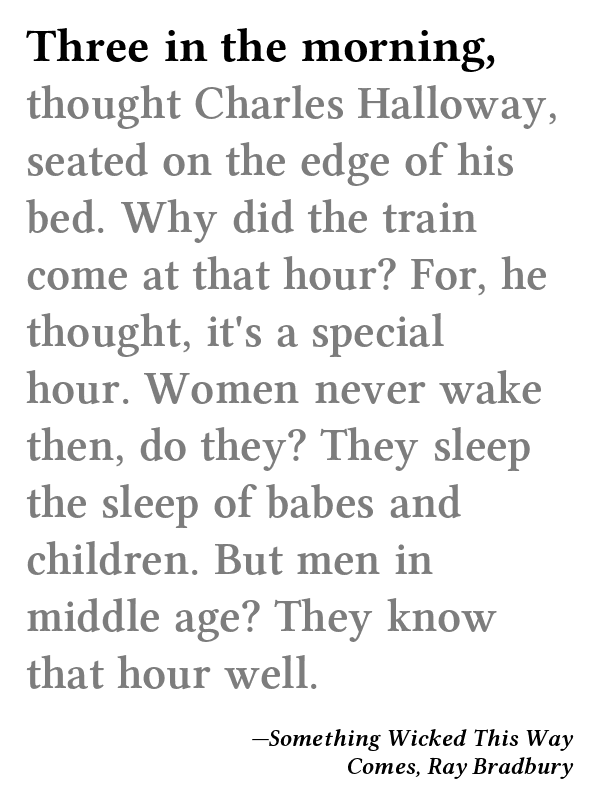 Three in the morning,
thought Charles Halloway,
seated on the edge of his
bed. Why did the train
come at that hour? For, he
thought, it's a special
hour. Women never wake
then, do they? They sleep
the sleep of babes and
children. But men in
middle age? They know
that hour well.
—Something Wicked This Way
Comes, Ray Bradbury